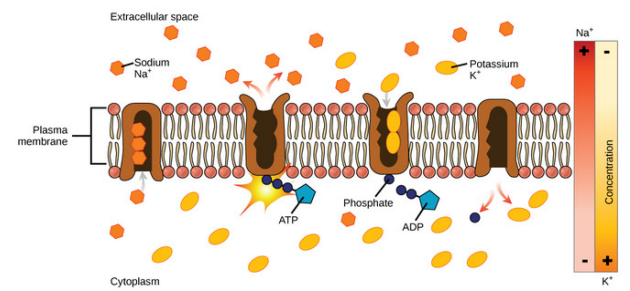 Extracellular space
Na+
+ -
Sodium
Na+
Potassium
K+
Plasma
membrane
Concentration
Phosphate
ATP
ADP
- +
Cytoplasm
K+